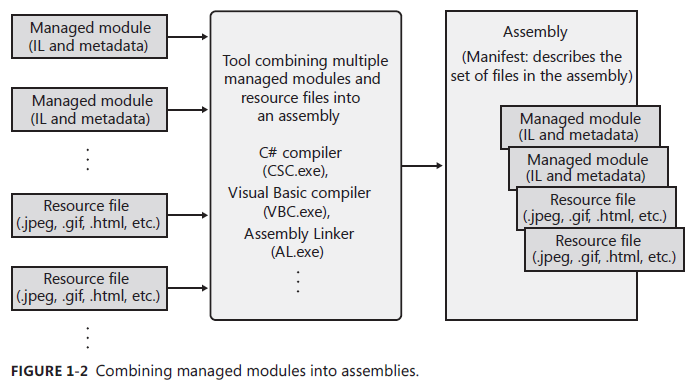 Managed module
(IL and metadata)
Managed module
(IL and metadata)
Resource file
(.jpeg, .gif, .html, etc.)
Resource file
(.jpeg, .gif, .html, etc.)
Tool combining multiple
managed modules and
resource files into
an assembly
C# compiler
(CSC.exe),
Visual Basic compiler
(VBC.exe),
Assembly Linker
(AL.exe)
Assembly
(Manifest: describes the
set of files in the assembly)
Managed module
(IL and metadata)
Managed module
(IL and metadata)
Resource file
(.jpeg, .gif, .html, etc.)
Resource file
(.jpeg, .gif, .html, etc.)
FIGURE 1-2 Combining managed modules into assemblies.